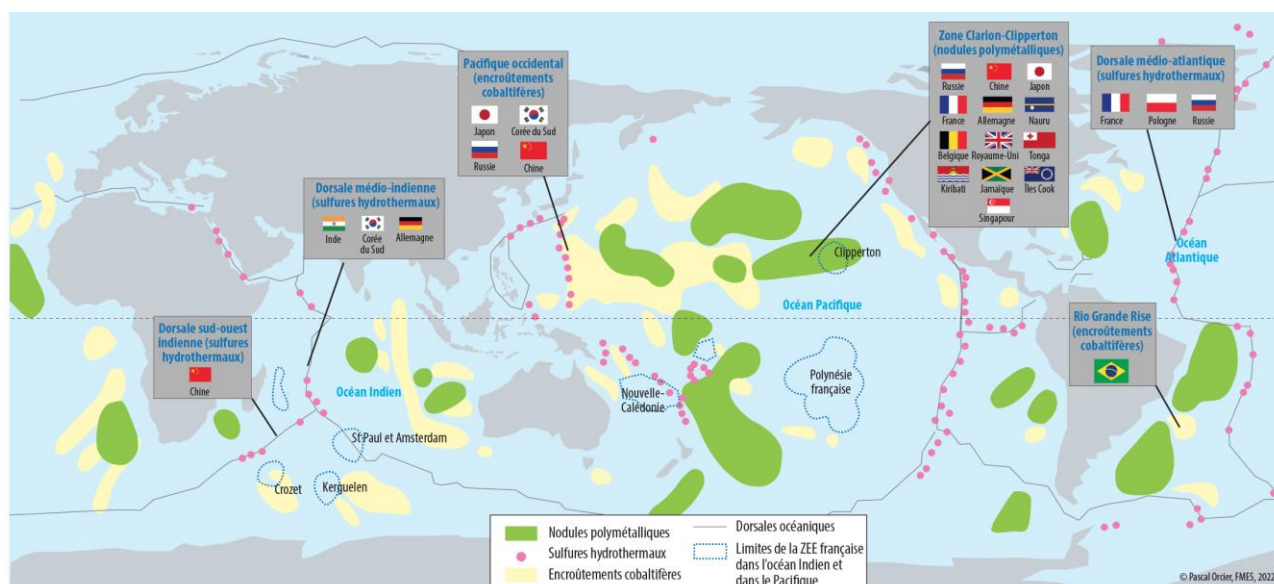 Pacifique occidental
(encroûtements
cobaltifères)
Japon
Corée du Sud
Russie
Chine
Zone Clarion-Clipperton
(nodules polymétalliques)
Russie
Chine
Japon
France
Allemagne
Nauru
Belgique
Royaume-Uni
Tonga
Kiribati
Jamaïque
Îles Cook
Singapour
Dorsale médio-atlantique
(sulfures hydrothermaux)
France
Pologne
Russie
Dorsale médio-indienne
(sulfures hydrothermaux)
Inde
Corée
du Sud
Allemagne
Clipperton
Océan
Atlantique
Océan Pacifique
Dorsale sud-ouest
indienne (sulfures
hydrothermaux)
Chine
Rio Grande Rise
(encroûtements
cobaltifères)
Océan Indien
Nouvelle-
Calédonie
Polynésie
française
St Paul et Amsterdam
Crozet
Kerguelen
Nodules polymétalliques
Sulfures hydrothermaux
Encroûtements cobaltifères
Dorsales océaniques
Limites de la ZEE française
dans l'océan Indien et
dans le Pacifique
© Pascal Orcier, FMES, 2022